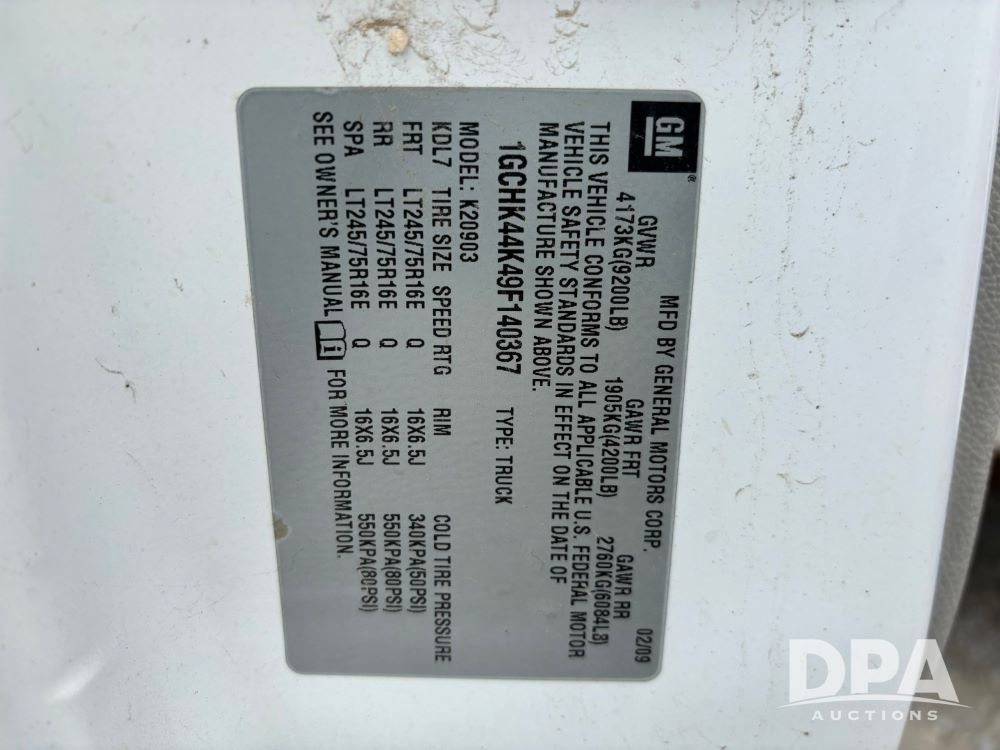 GM®
MFD BY GENERAL MOTORS CORP. 02/09
GVWR GAWR FRT GAWR RR
4173KG(9200LB) 1905KG(4200LB) 2760KG(6084LB)
THIS VEHICLE CONFORMS TO ALL APPLICABLE U.S. FEDERAL MOTOR
VEHICLE SAFETY STANDARDS IN EFFECT ON THE DATE OF
MANUFACTURE SHOWN ABOVE.
1GCHK44K49F140367 TYPE: TRUCK
MODEL: K20903
KDL7 TIRE SIZE SPEED RTG RIM COLD TIRE PRESSURE
FRT LT245/75R16E Q 16X6.5J 340KPA(50PSI)
RR LT245/75R16E Q 16X6.5J 550KPA(80PSI)
SPA LT245/75R16E Q 16X6.5J 550KPA(80PSI)
SEE OWNER'S MANUAL i FOR MORE INFORMATION.
DPA
AUCTIONS